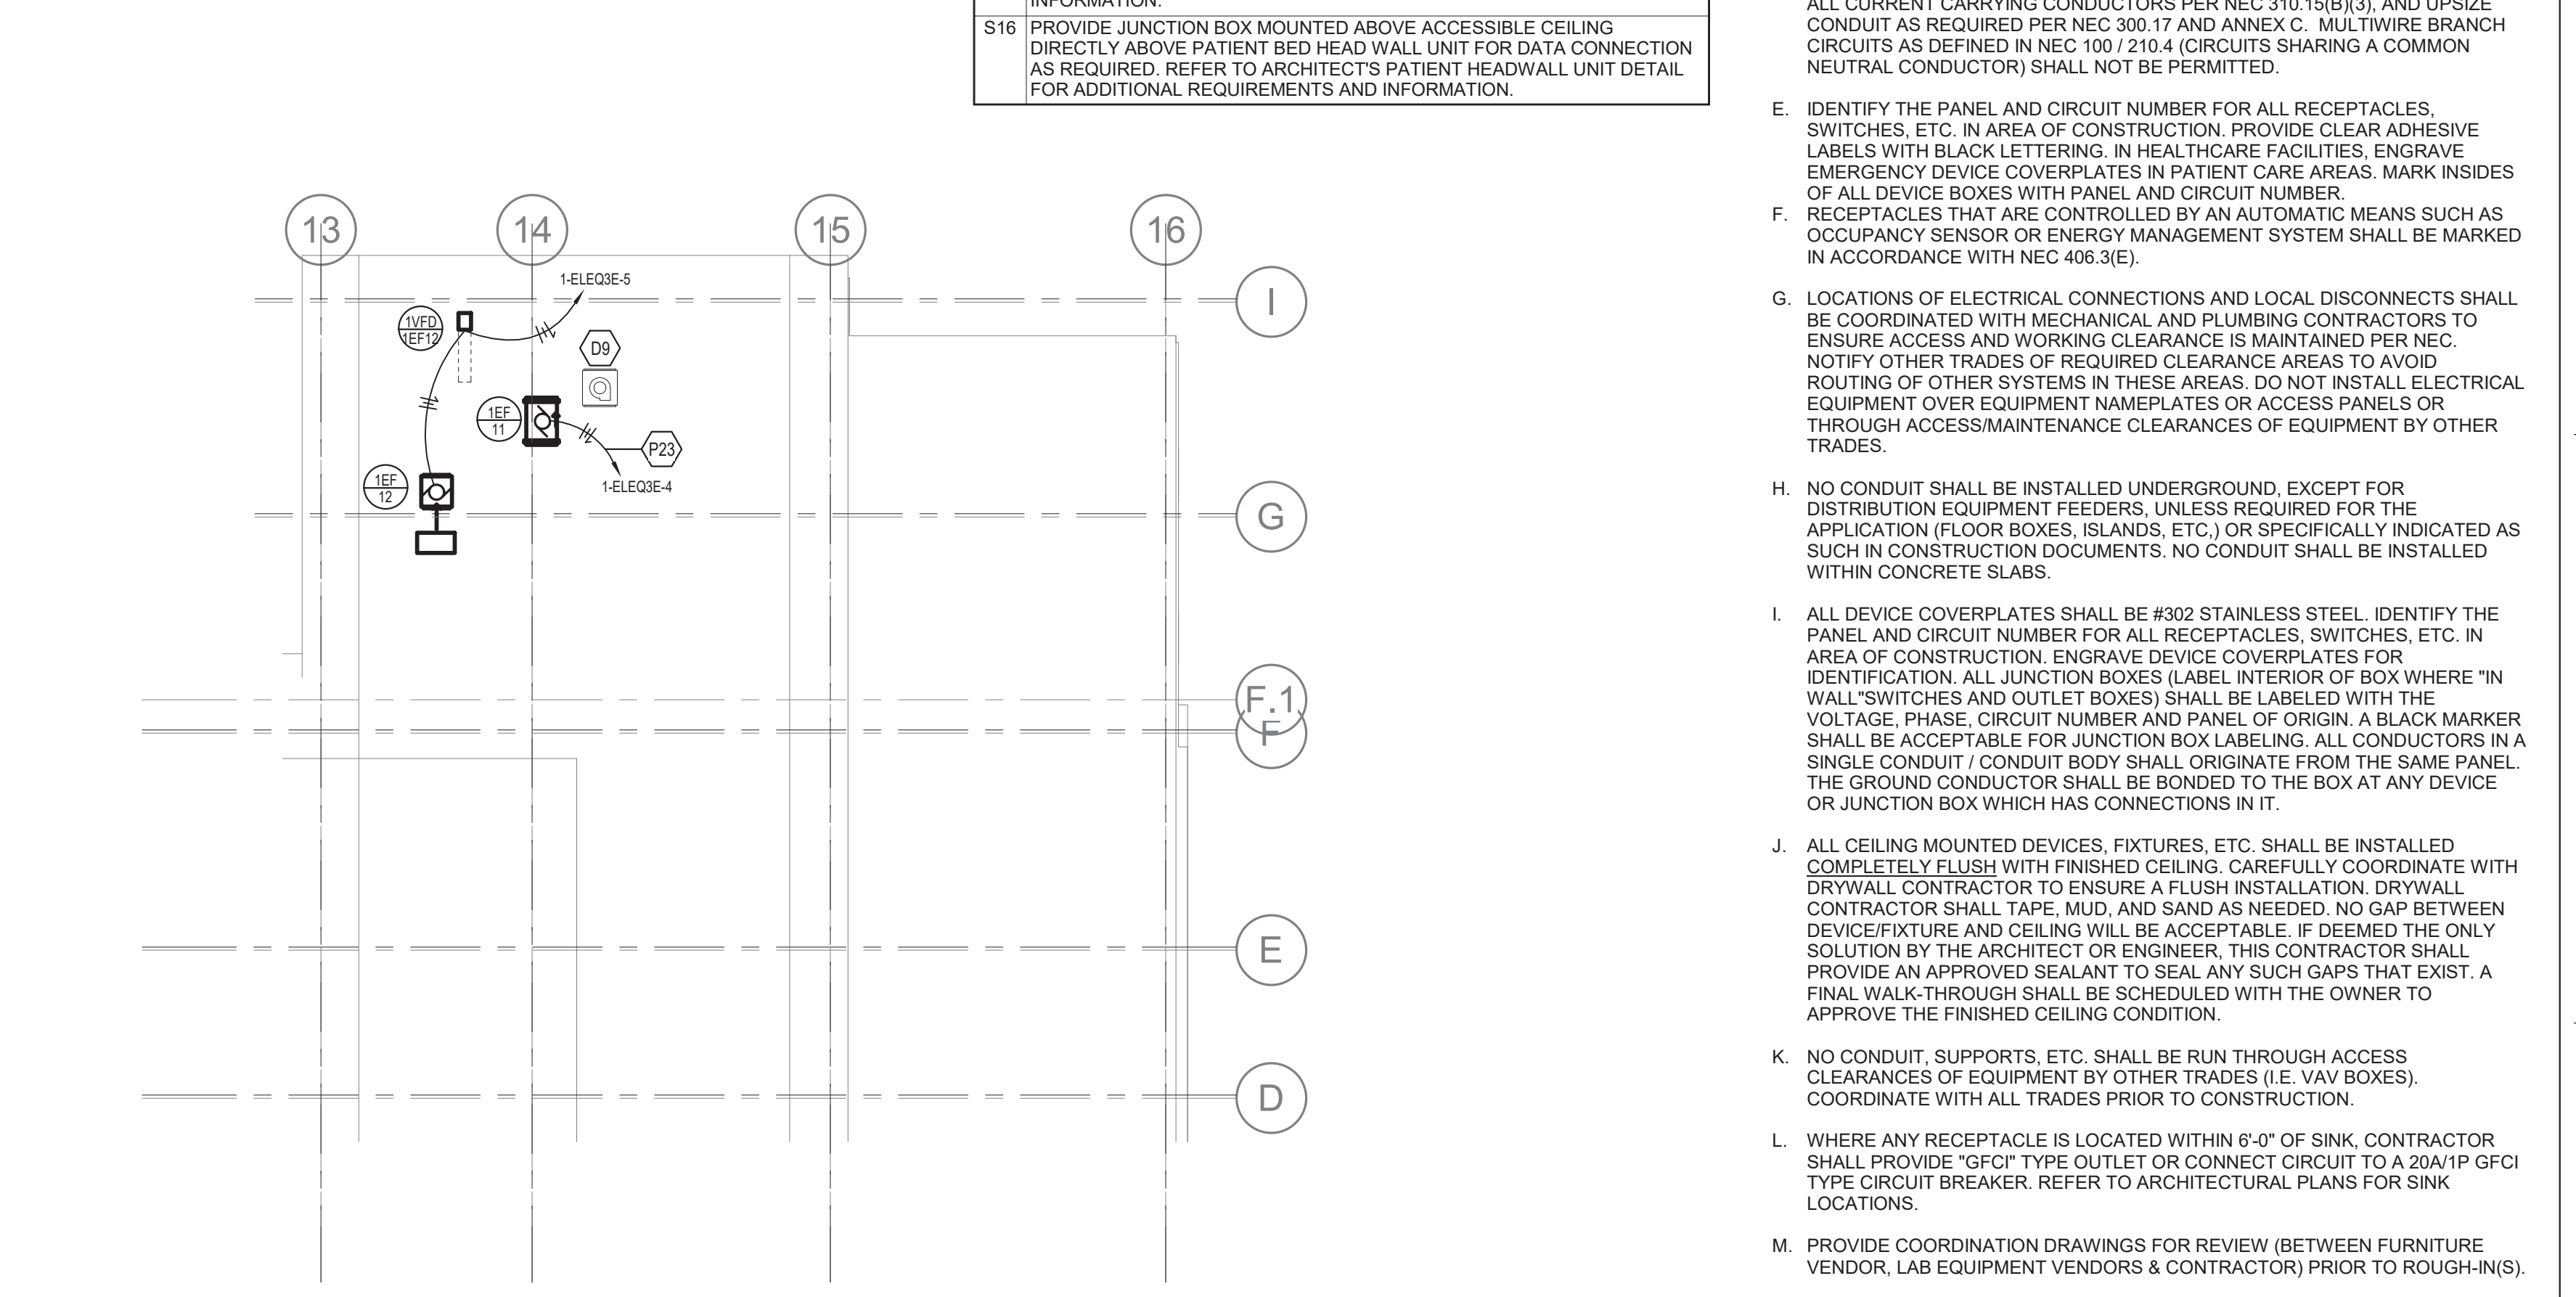 INFORMATION.
S16 PROVIDE JUNCTION BOX MOUNTED ABOVE ACCESSIBLE CEILING
DIRECTLY ABOVE PATIENT BED HEAD WALL UNIT FOR DATA CONNECTION
AS REQUIRED. REFER TO ARCHITECT'S PATIENT HEADWALL UNIT DETAIL
FOR ADDITIONAL REQUIREMENTS AND INFORMATION.
13
14
15
16
1-ELEQ3E-5
I
1VFD
1EF12
D9
1EF
11
P23
1EF
12
1-ELEQ3E-4
G
F.1
F
E
D
ALL CURRENT CARRYING CONDUCTORS PER NEC 310.15(B)(3), AND UPSIZE
CONDUIT AS REQUIRED PER NEC 300.17 AND ANNEX C. MULTIWIRE BRANCH
CIRCUITS AS DEFINED IN NEC 100 / 210.4 (CIRCUITS SHARING A COMMON
NEUTRAL CONDUCTOR) SHALL NOT BE PERMITTED.
E. IDENTIFY THE PANEL AND CIRCUIT NUMBER FOR ALL RECEPTACLES,
SWITCHES, ETC. IN AREA OF CONSTRUCTION. PROVIDE CLEAR ADHESIVE
LABELS WITH BLACK LETTERING. IN HEALTHCARE FACILITIES, ENGRAVE
EMERGENCY DEVICE COVERPLATES IN PATIENT CARE AREAS. MARK INSIDES
OF ALL DEVICE BOXES WITH PANEL AND CIRCUIT NUMBER.
F. RECEPTACLES THAT ARE CONTROLLED BY AN AUTOMATIC MEANS SUCH AS
OCCUPANCY SENSOR OR ENERGY MANAGEMENT SYSTEM SHALL BE MARKED
IN ACCORDANCE WITH NEC 406.3(E).
G. LOCATIONS OF ELECTRICAL CONNECTIONS AND LOCAL DISCONNECTS SHALL
BE COORDINATED WITH MECHANICAL AND PLUMBING CONTRACTORS TO
ENSURE ACCESS AND WORKING CLEARANCE IS MAINTAINED PER NEC.
NOTIFY OTHER TRADES OF REQUIRED CLEARANCE AREAS TO AVOID
ROUTING OF OTHER SYSTEMS IN THESE AREAS. DO NOT INSTALL ELECTRICAL
EQUIPMENT OVER EQUIPMENT NAMEPLATES OR ACCESS PANELS OR
THROUGH ACCESS/MAINTENANCE CLEARANCES OF EQUIPMENT BY OTHER
TRADES.
H. NO CONDUIT SHALL BE INSTALLED UNDERGROUND, EXCEPT FOR
DISTRIBUTION EQUIPMENT FEEDERS, UNLESS REQUIRED FOR THE
APPLICATION (FLOOR BOXES, ISLANDS, ETC,) OR SPECIFICALLY INDICATED AS
SUCH IN CONSTRUCTION DOCUMENTS. NO CONDUIT SHALL BE INSTALLED
WITHIN CONCRETE SLABS.
I. ALL DEVICE COVERPLATES SHALL BE #302 STAINLESS STEEL. IDENTIFY THE
PANEL AND CIRCUIT NUMBER FOR ALL RECEPTACLES, SWITCHES, ETC. IN
AREA OF CONSTRUCTION. ENGRAVE DEVICE COVERPLATES FOR
IDENTIFICATION. ALL JUNCTION BOXES (LABEL INTERIOR OF BOX WHERE "IN
WALL"SWITCHES AND OUTLET BOXES) SHALL BE LABELED WITH THE
VOLTAGE, PHASE, CIRCUIT NUMBER AND PANEL OF ORIGIN. A BLACK MARKER
SHALL BE ACCEPTABLE FOR JUNCTION BOX LABELING. ALL CONDUCTORS IN A
SINGLE CONDUIT / CONDUIT BODY SHALL ORIGINATE FROM THE SAME PANEL.
THE GROUND CONDUCTOR SHALL BE BONDED TO THE BOX AT ANY DEVICE
OR JUNCTION BOX WHICH HAS CONNECTIONS IN IT.
J. ALL CEILING MOUNTED DEVICES, FIXTURES, ETC. SHALL BE INSTALLED
COMPLETELY FLUSH WITH FINISHED CEILING. CAREFULLY COORDINATE WITH
DRYWALL CONTRACTOR TO ENSURE A FLUSH INSTALLATION. DRYWALL
CONTRACTOR SHALL TAPE, MUD, AND SAND AS NEEDED. NO GAP BETWEEN
DEVICE/FIXTURE AND CEILING WILL BE ACCEPTABLE. IF DEEMED THE ONLY
SOLUTION BY THE ARCHITECT OR ENGINEER, THIS CONTRACTOR SHALL
PROVIDE AN APPROVED SEALANT TO SEAL ANY SUCH GAPS THAT EXIST. A
FINAL WALK-THROUGH SHALL BE SCHEDULED WITH THE OWNER TO
APPROVE THE FINISHED CEILING CONDITION.
K. NO CONDUIT, SUPPORTS, ETC. SHALL BE RUN THROUGH ACCESS
CLEARANCES OF EQUIPMENT BY OTHER TRADES (I.E. VAV BOXES).
COORDINATE WITH ALL TRADES PRIOR TO CONSTRUCTION.
L. WHERE ANY RECEPTACLE IS LOCATED WITHIN 6'-0" OF SINK, CONTRACTOR
SHALL PROVIDE "GFCI" TYPE OUTLET OR CONNECT CIRCUIT TO A 20A/1P GFCI
TYPE CIRCUIT BREAKER. REFER TO ARCHITECTURAL PLANS FOR SINK
LOCATIONS.
M. PROVIDE COORDINATION DRAWINGS FOR REVIEW (BETWEEN FURNITURE
VENDOR, LAB EQUIPMENT VENDORS & CONTRACTOR) PRIOR TO ROUGH-IN(S).